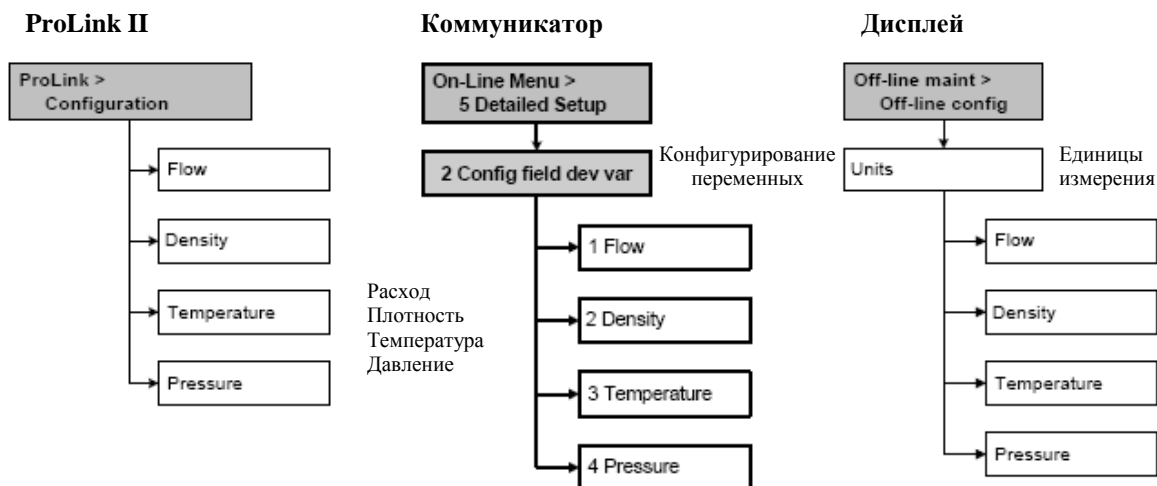 ProLink II
ProLink >
Configuration
Flow
Density
Temperature
Pressure
Коммуникатор
On-Line Menu >
5 Detailed Setup
2 Config field dev var
Конфигурирование
переменных
1 Flow
2 Density
3 Temperature
4 Pressure
Расход
Плотность
Температура
Давление
Дисплей
Off-line maint >
Off-line config
Units
Единицы
измерения
Flow
Density
Temperature
Pressure